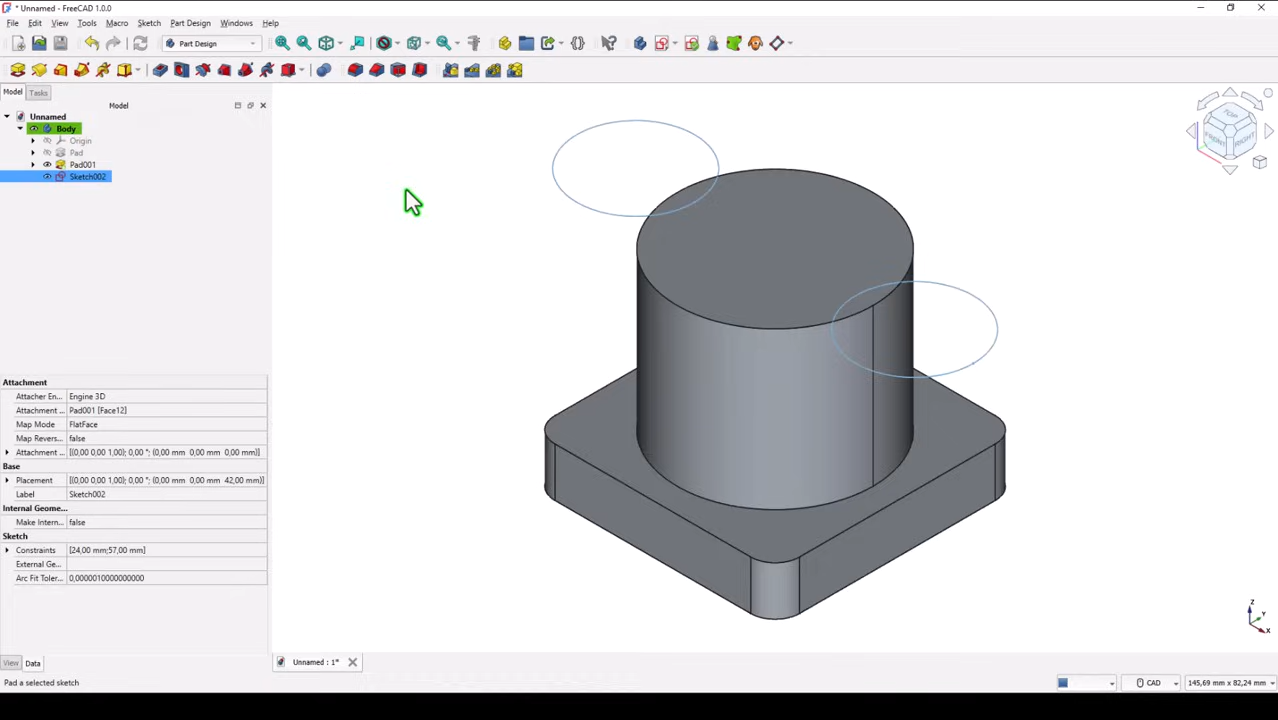 * Unnamed - FreeCAD 1.0.0
File Edit View Tools Macro Sketch Part Design Windows Help
Part Design
Model Tasks
Model
Unnamed
Body
Origin
Pad
Pad001
Sketch002
TOP
FRONT
RIGHT
Attachment
Attacher En... Engine 3D
Attachment ... Pad001 [Face12]
Map Mode FlatFace
Map Revers... false
Attachment ... [(0,00 0,00 1,00); 0,00 °; (0,00 mm 0,00 mm 0,00 mm)]
Base
Placement [(0,00 0,00 1,00); 0,00 °; (0,00 mm 0,00 mm 42,00 mm)]
Label Sketch002
Internal Geome...
Make Intern... false
Sketch
Constraints [24,00 mm;57,00 mm]
External Ge...
Arc Fit Toler... 0,0000010000000000
Z
Y
X
View Data
Unnamed : 1*
Pad a selected sketch
CAD
145,69 mm x 82,24 mm